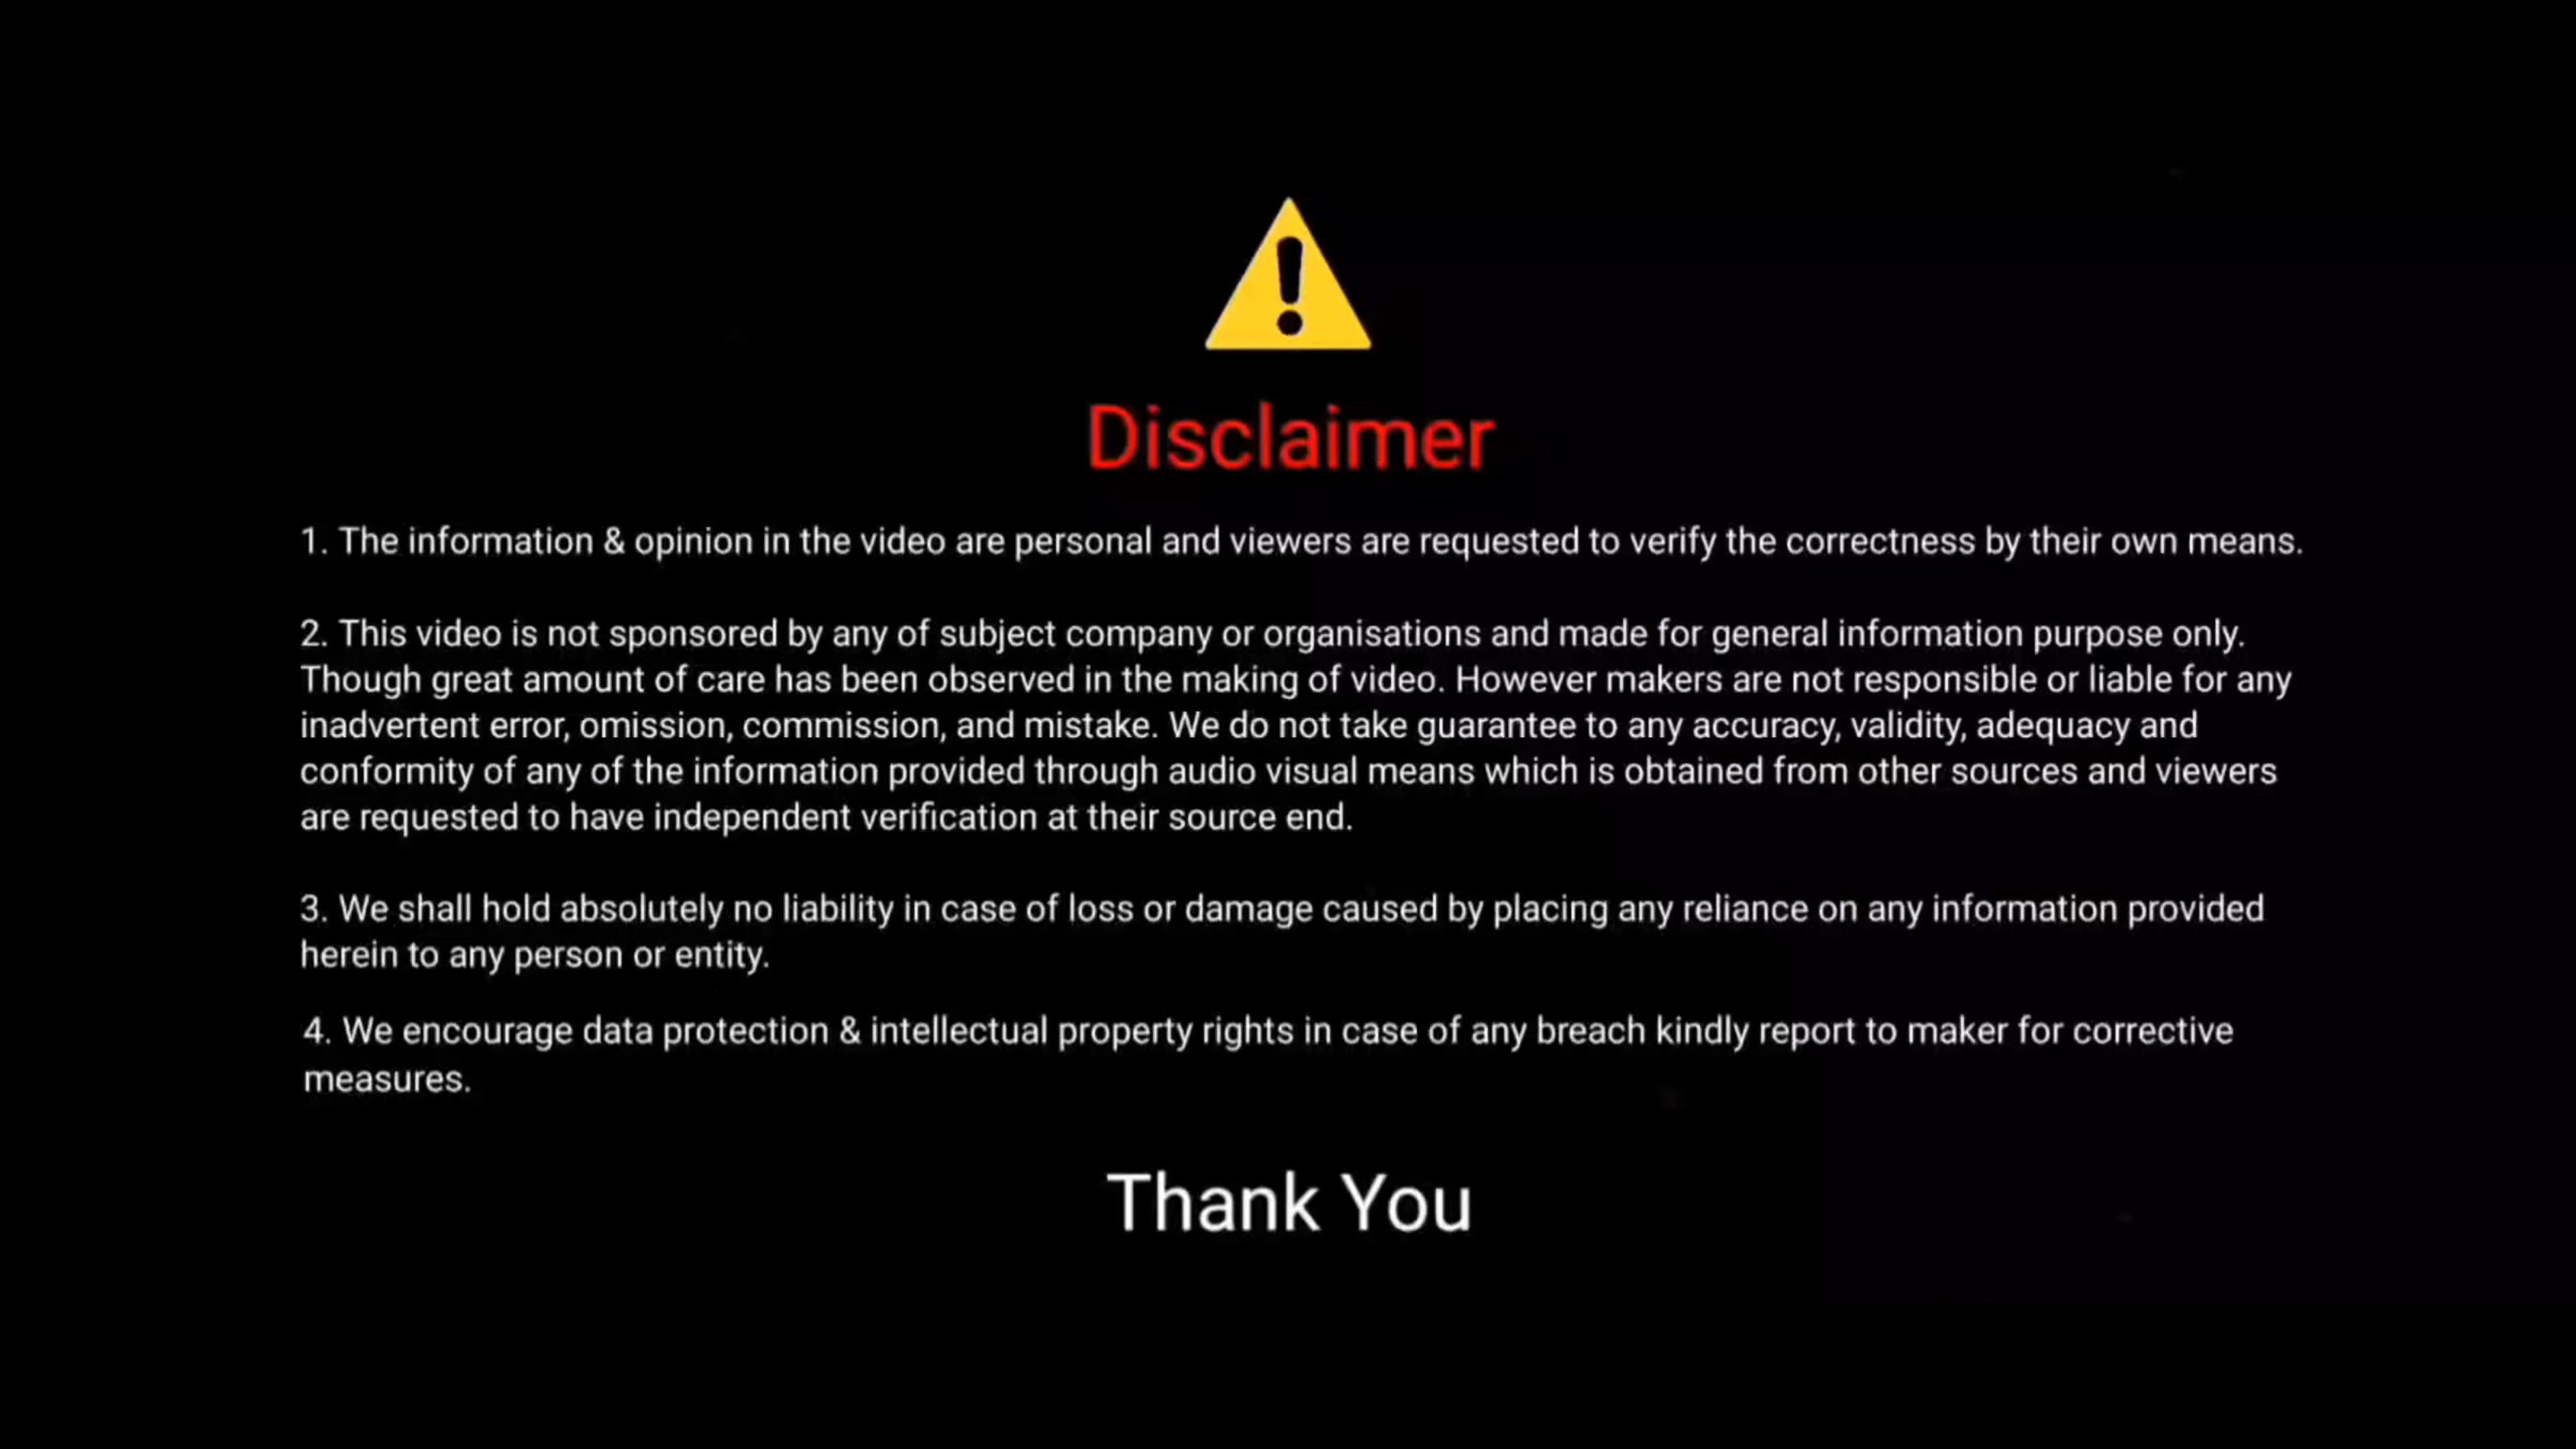 Disclaimer
1. The information & opinion in the video are personal and viewers are requested to verify the correctness by their own means.
2. This video is not sponsored by any of subject company or organisations and made for general information purpose only.
Though great amount of care has been observed in the making of video. However makers are not responsible or liable for any
inadvertent error, omission, commission, and mistake. We do not take guarantee to any accuracy, validity, adequacy and
conformity of any of the information provided through audio visual means which is obtained from other sources and viewers
are requested to have independent verification at their source end.
3. We shall hold absolutely no liability in case of loss or damage caused by placing any reliance on any information provided
herein to any person or entity.
4. We encourage data protection & intellectual property rights in case of any breach kindly report to maker for corrective
measures.
Thank You